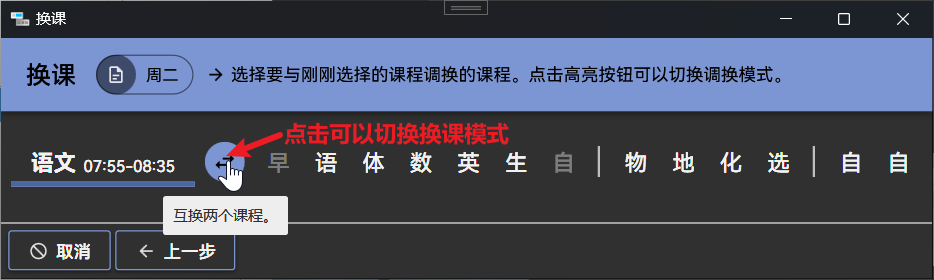 换课
换课 周二 → 选择要与刚刚选择的课程调换的课程。点击高亮按钮可以切换调换模式。
点击可以切换换课模式
语文 07:55-08:35 早 语 体 数 英 生 自 | 物 地 化 选 | 自 自
互换两个课程。
取消 ← 上一步